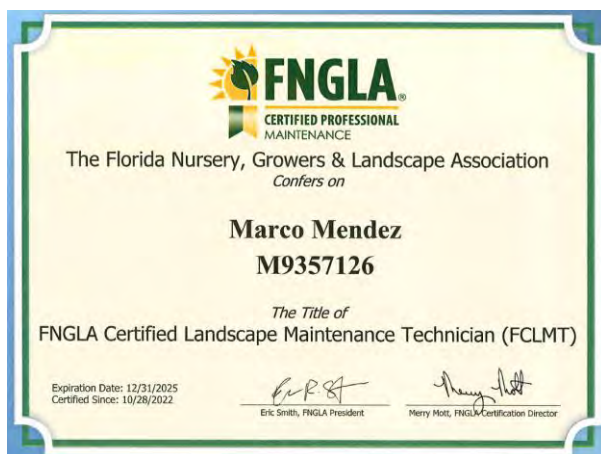 FNGLA®
CERTIFIED PROFESSIONAL
MAINTENANCE
The Florida Nursery, Growers & Landscape Association
Confers on
Marco Mendez
M9357126
The Title of
FNGLA Certified Landscape Maintenance Technician (FCLMT)
Expiration Date: 12/31/2025
Certified Since: 10/28/2022
Eric Smith, FNGLA President
Merry Mott, FNGLA Certification Director